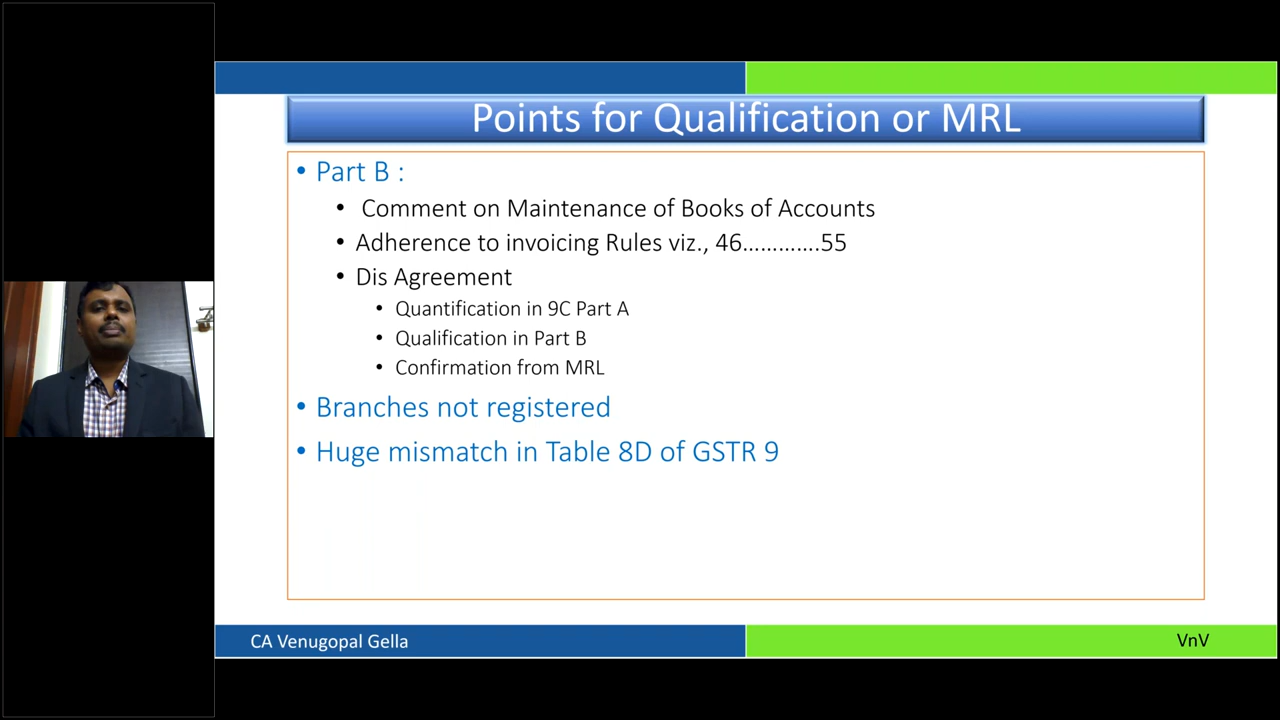 Points for Qualification or MRL
• Part B :
• Comment on Maintenance of Books of Accounts
• Adherence to invoicing Rules viz., 46………….55
• Dis Agreement
• Quantification in 9C Part A
• Qualification in Part B
• Confirmation from MRL
• Branches not registered
• Huge mismatch in Table 8D of GSTR 9
CA Venugopal Gella
VnV